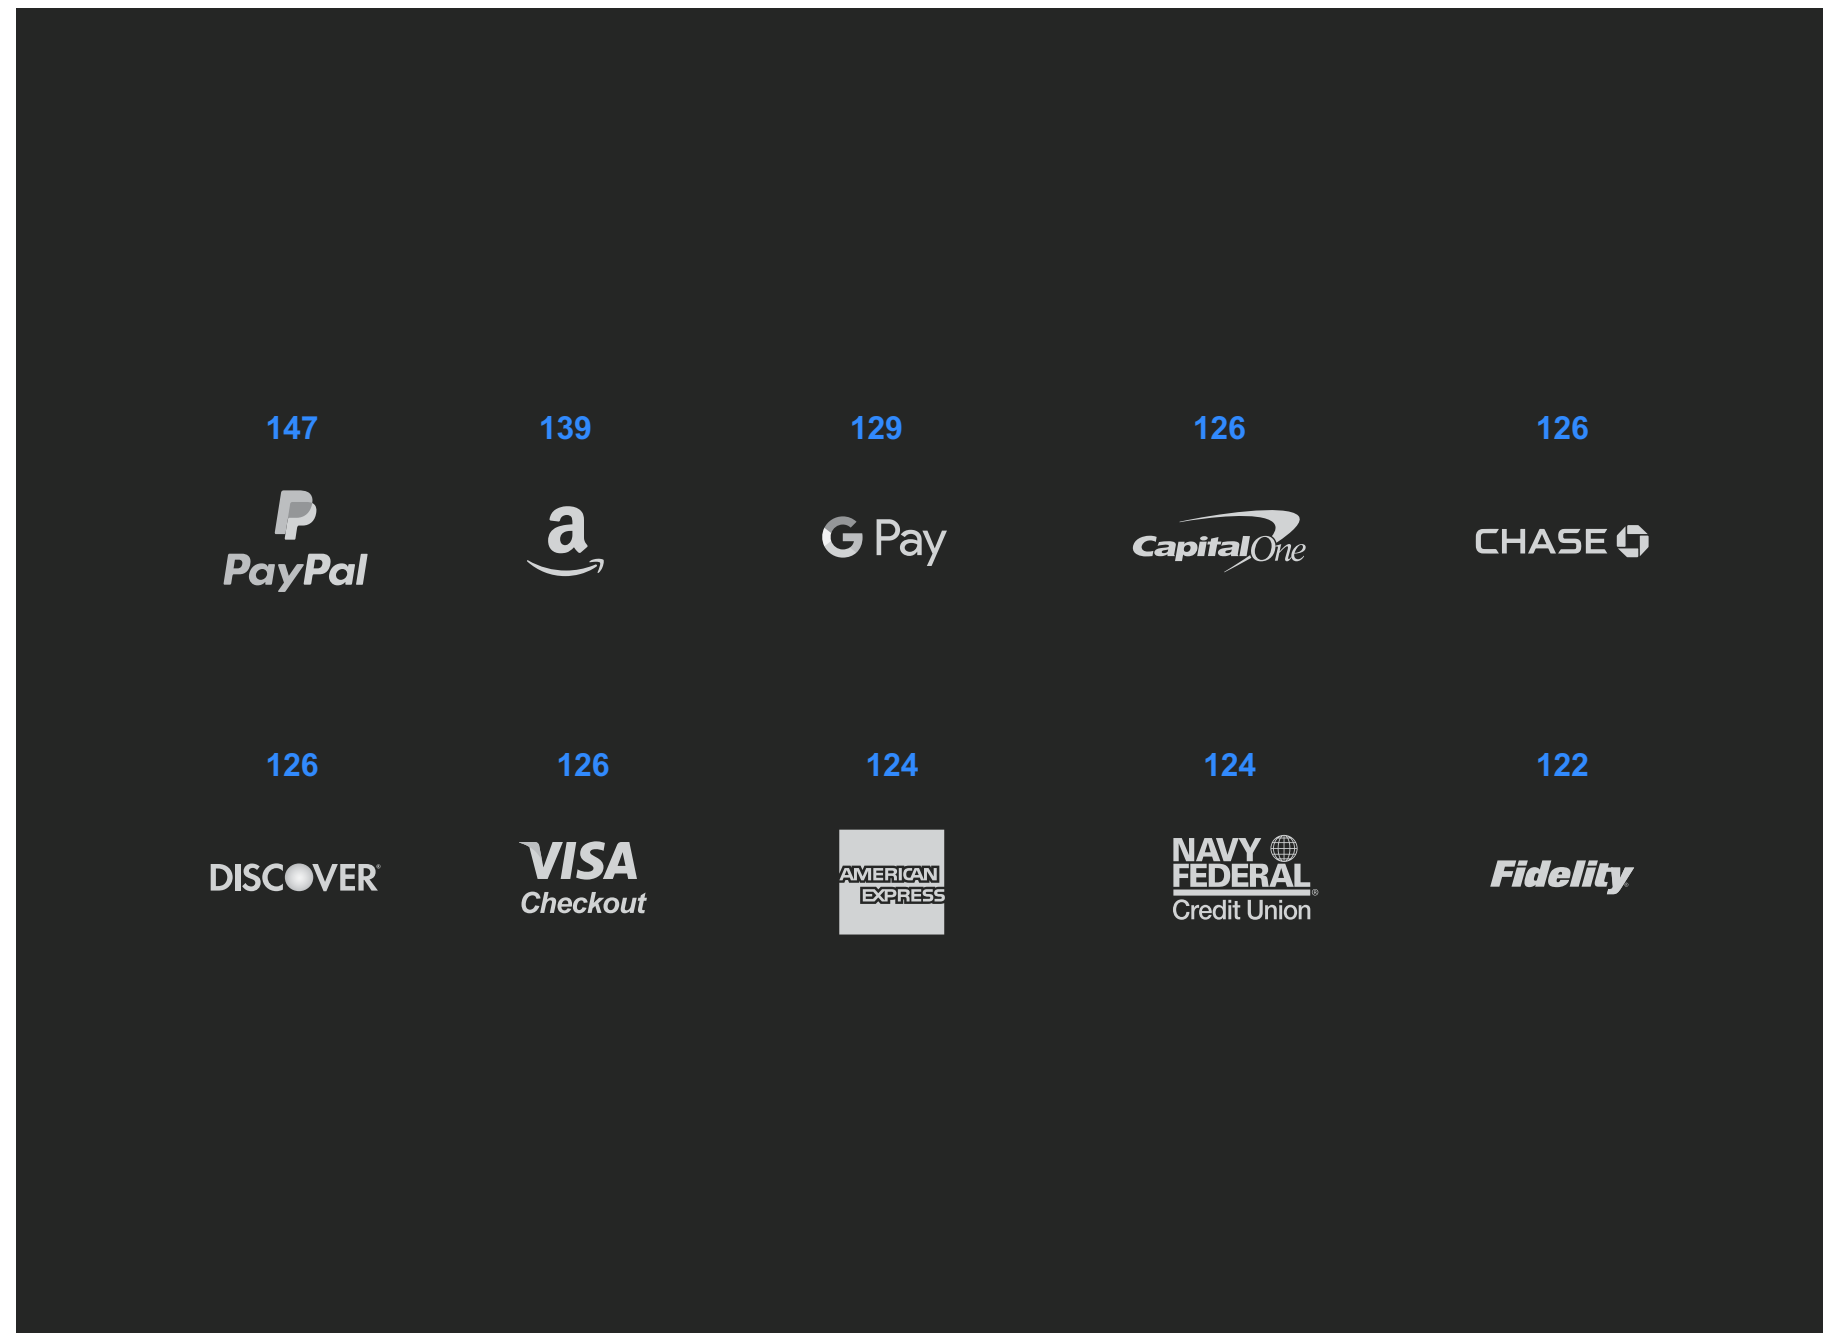 147 139 129 126 126
PayPal a G Pay CapitalOne CHASE
126 126 124 124 122
DISCOVER® VISA Checkout AMERICAN EXPRESS NAVY FEDERAL® Credit Union Fidelity